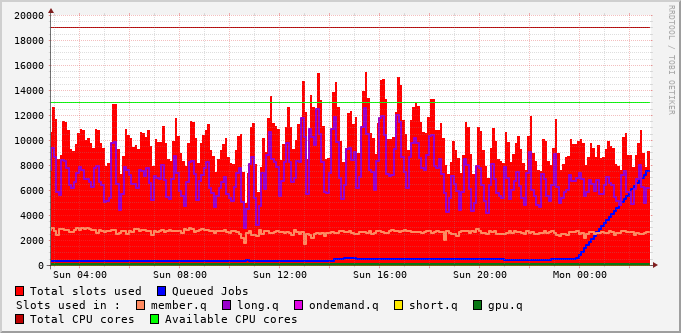 RRDTOOL / TOBI OETIKER
20000
18000
16000
14000
12000
10000
8000
6000
4000
2000
0
Sun 04:00 Sun 08:00 Sun 12:00 Sun 16:00 Sun 20:00 Mon 00:00
Total slots used Queued Jobs
Slots used in : member.q long.q ondemand.q short.q gpu.q
Total CPU cores Available CPU cores